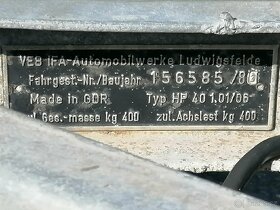 VEB IFA-Automobilwerke Ludwigsfelde
Fahrgest.-Nr./Baujahr 156585/80
Made in GDR Typ HP 40 1.01/06
zul. Ges.-masse kg 400 zul. Achslast kg 400